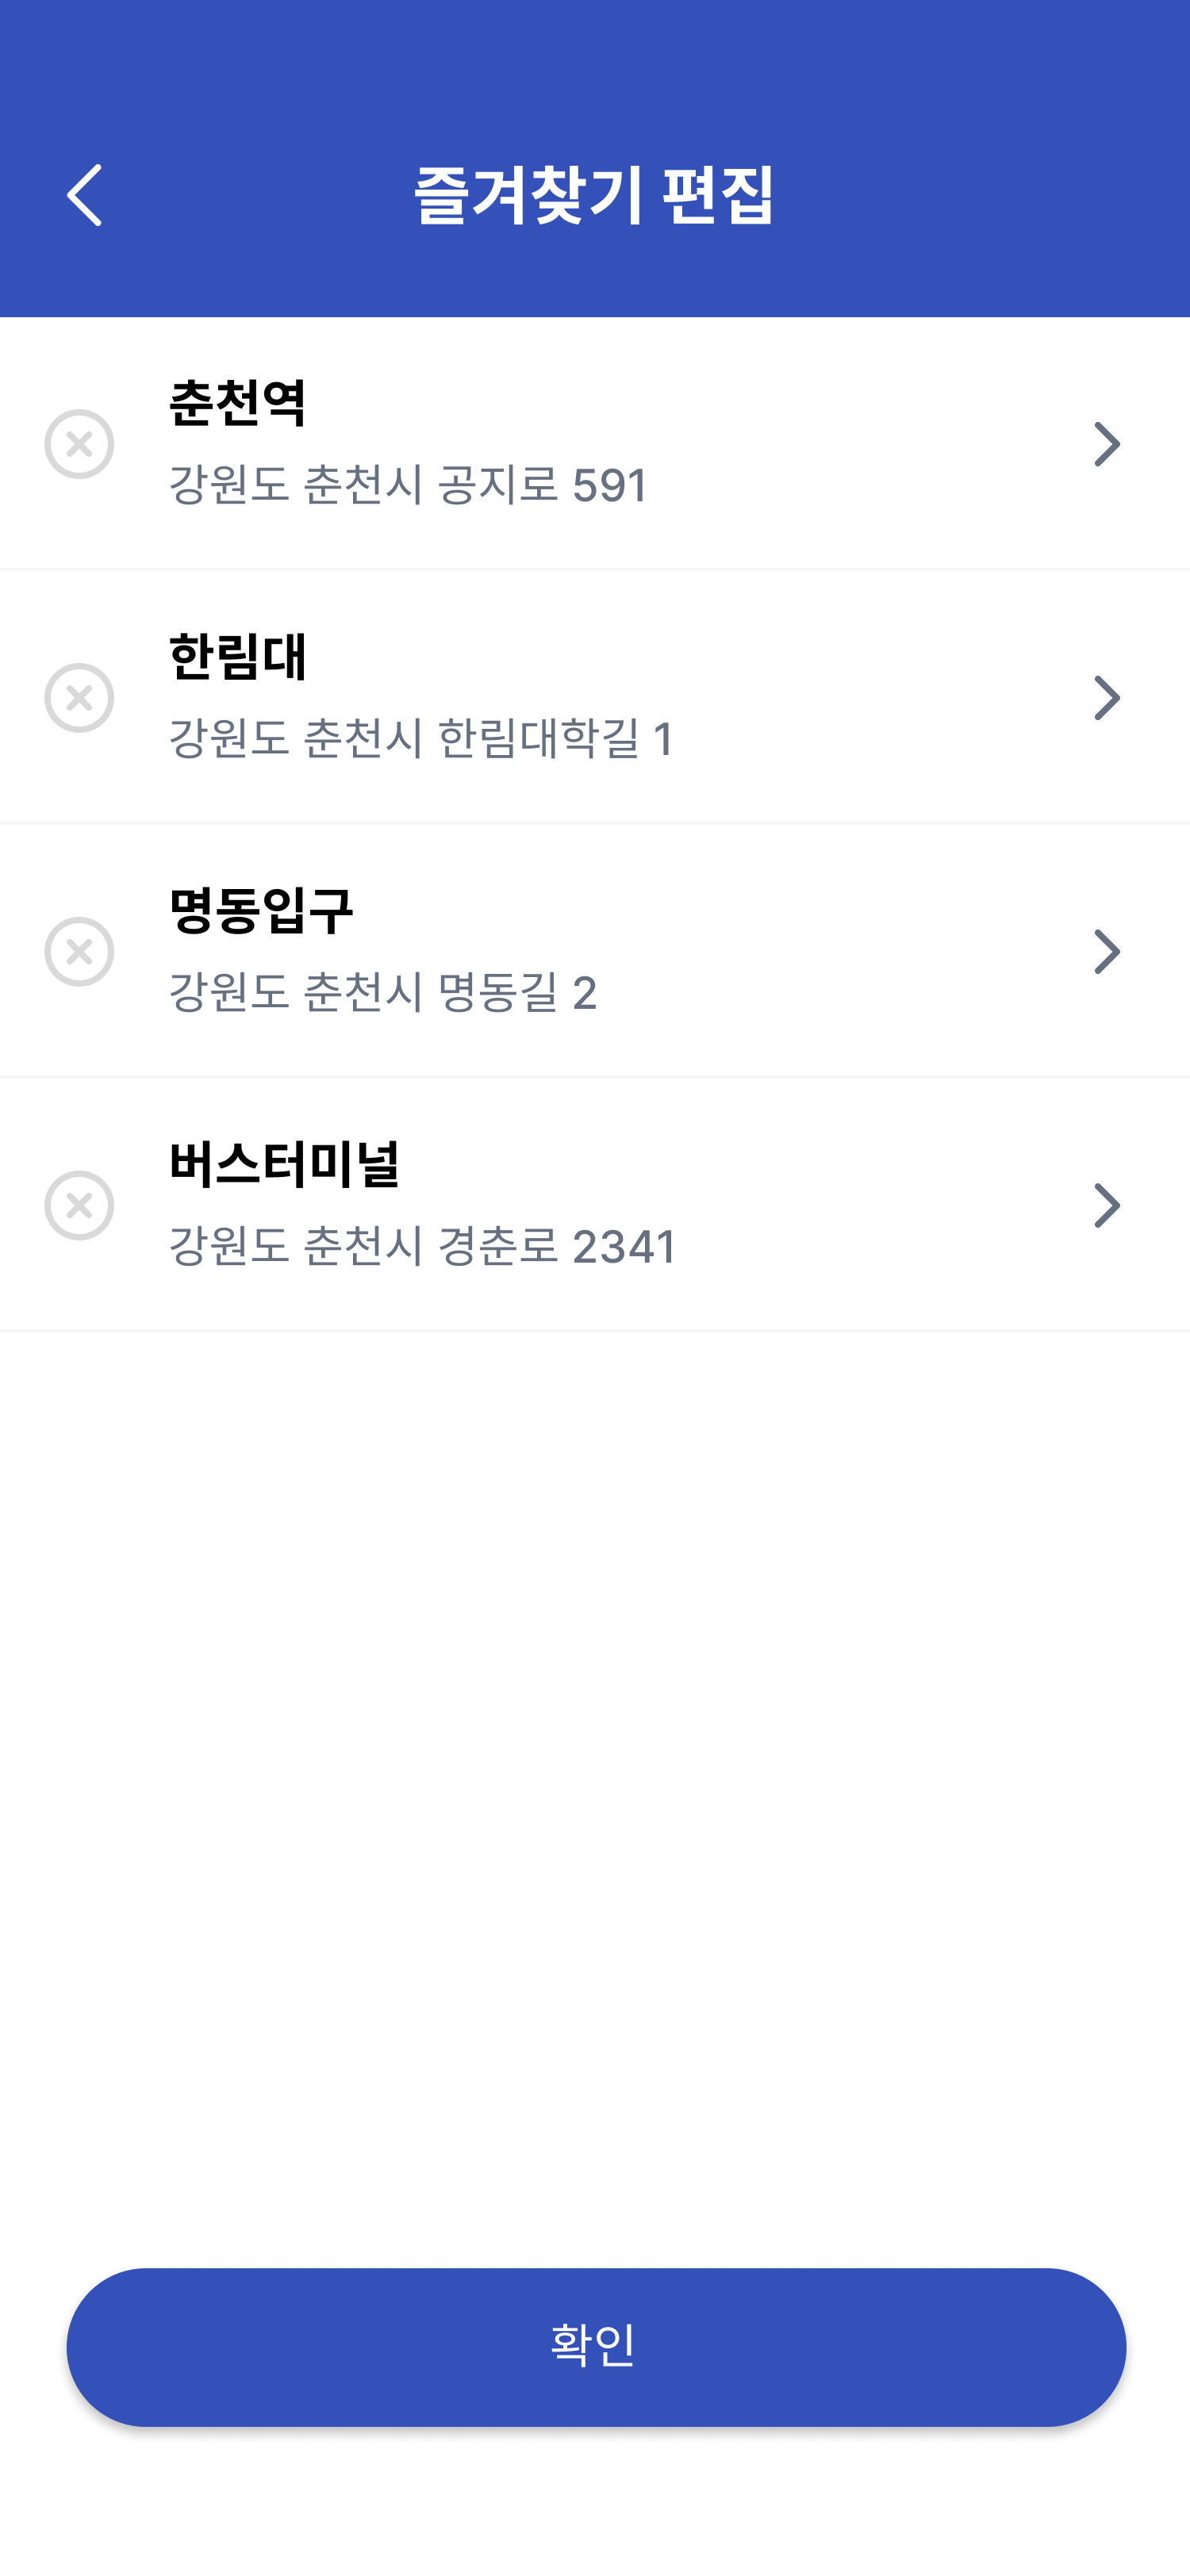 즐겨찾기 편집
춘천역
강원도 춘천시 공지로 591
한림대
강원도 춘천시 한림대학길 1
명동입구
강원도 춘천시 명동길 2
버스터미널
강원도 춘천시 경춘로 2341
확인